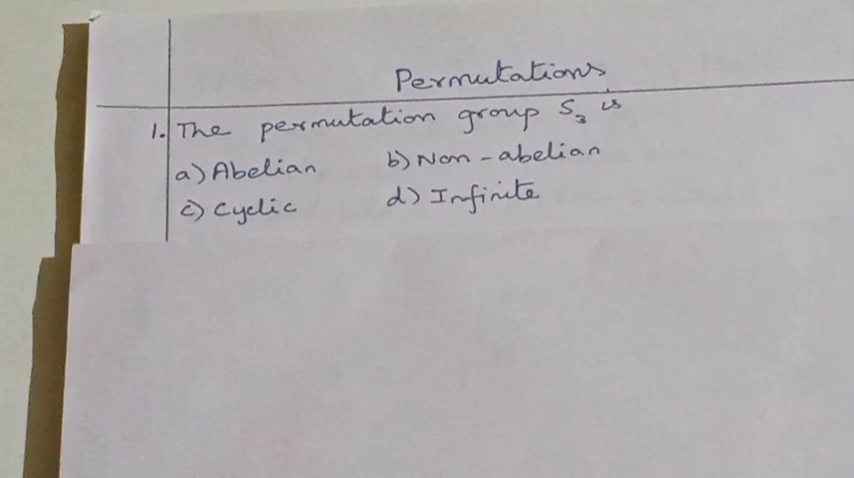 Permutations
1. The permutation group S₃ is
a) Abelian b) Non-abelian
c) Cyclic d) Infinite